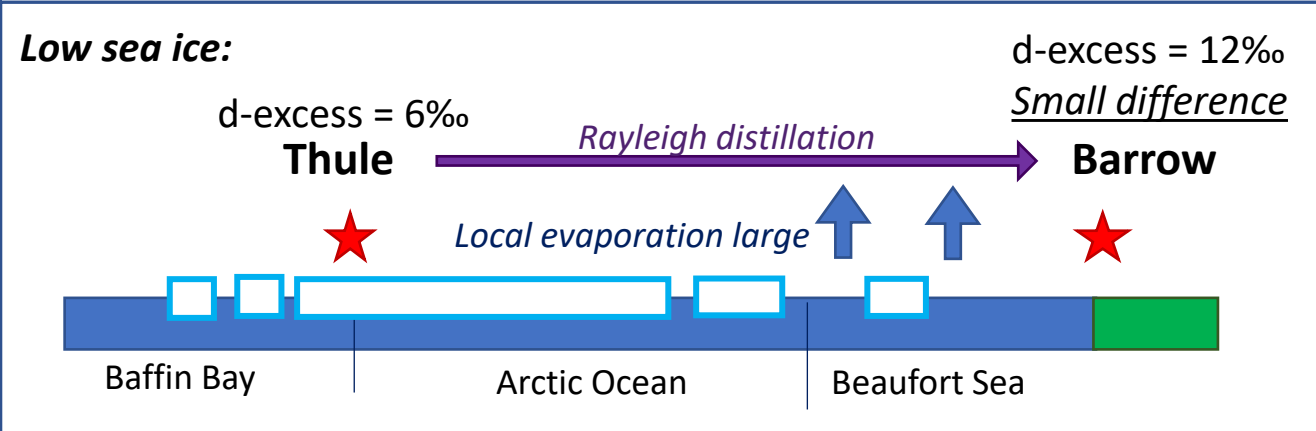 Low sea ice:
d-excess = 12‰
Small difference
d-excess = 6‰
Thule
Rayleigh distillation
Barrow
Local evaporation large
Baffin Bay
Arctic Ocean
Beaufort Sea